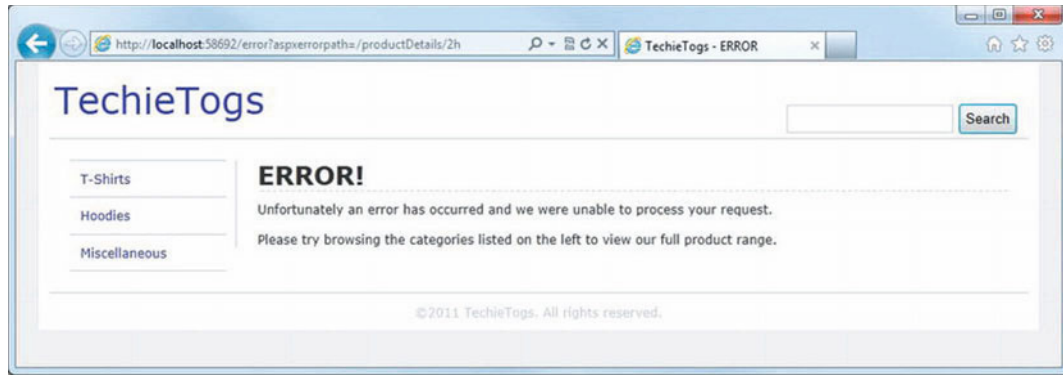 http://localhost:58692/error?aspxerrorpath=/productDetails/2h
TechieTogs - ERROR
TechieTogs
Search
T-Shirts
Hoodies
Miscellaneous
ERROR!
Unfortunately an error has occurred and we were unable to process your request.
Please try browsing the categories listed on the left to view our full product range.
©2011 TechieTogs. All rights reserved.